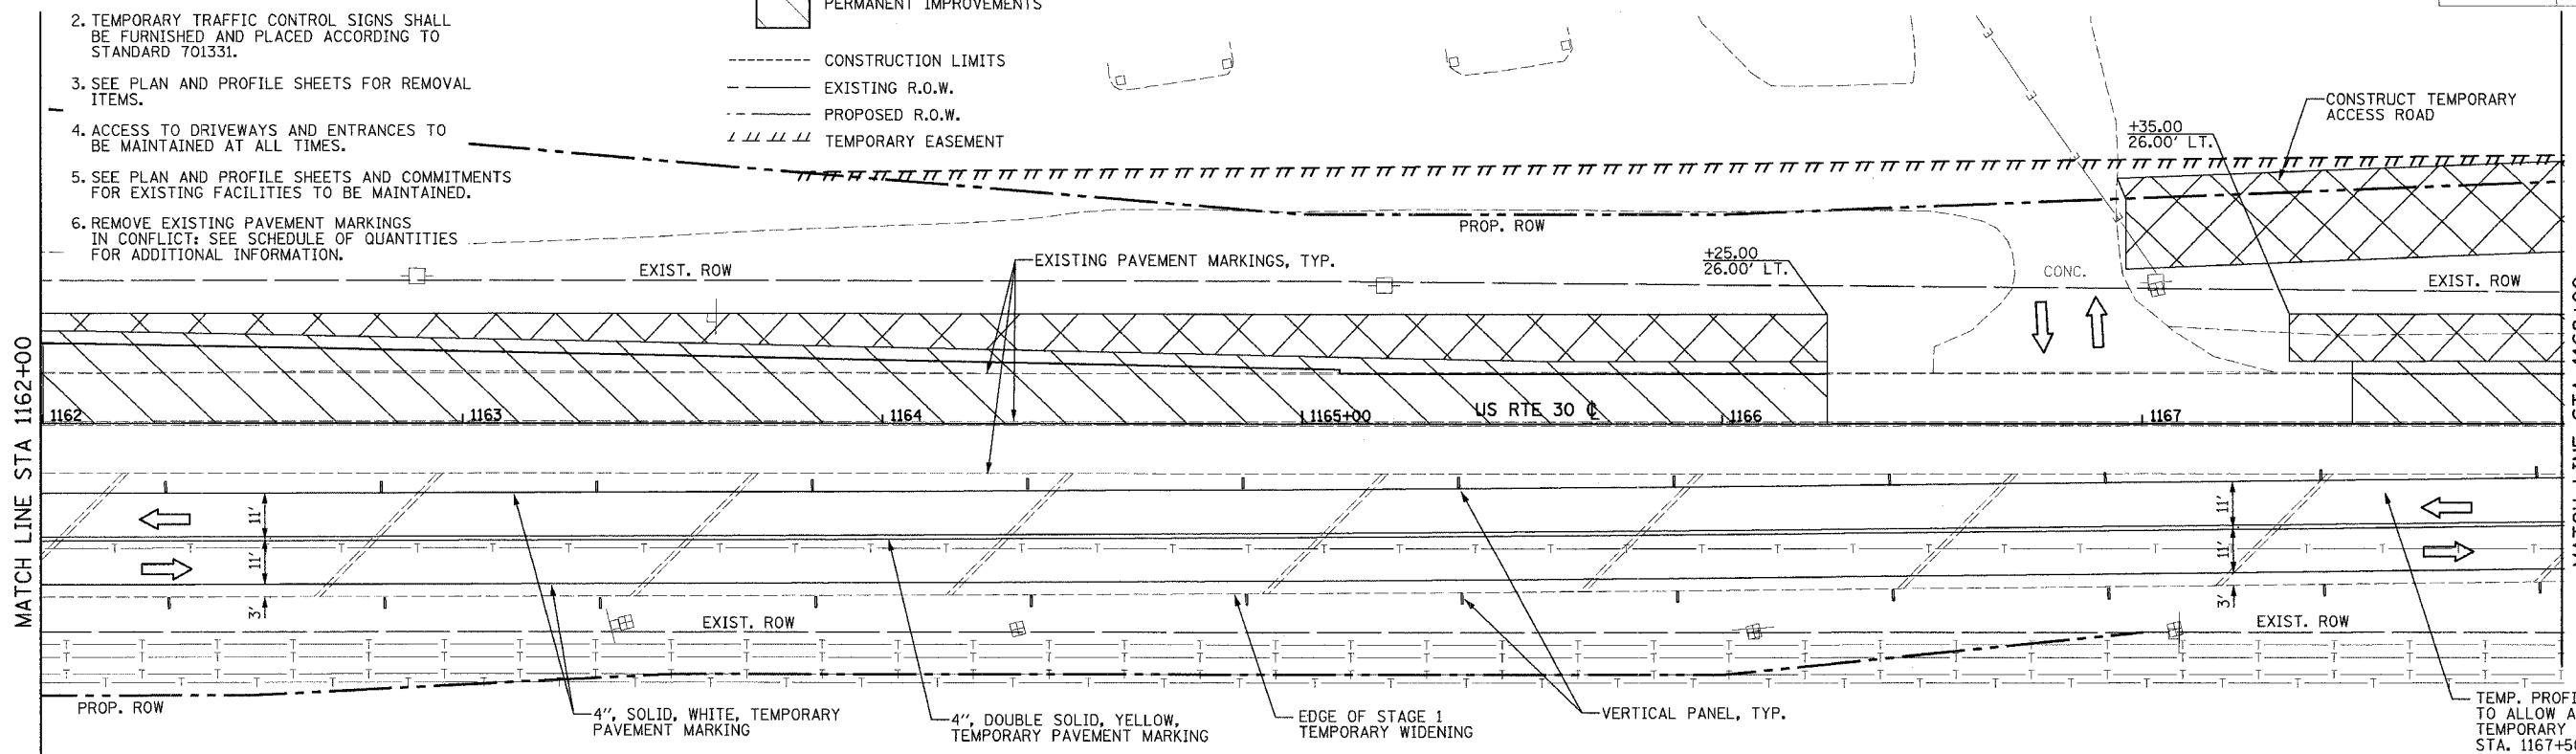 2. TEMPORARY TRAFFIC CONTROL SIGNS SHALL
BE FURNISHED AND PLACED ACCORDING TO
STANDARD 701331.
3. SEE PLAN AND PROFILE SHEETS FOR REMOVAL
ITEMS.
4. ACCESS TO DRIVEWAYS AND ENTRANCES TO
BE MAINTAINED AT ALL TIMES.
5. SEE PLAN AND PROFILE SHEETS AND COMMITMENTS
FOR EXISTING FACILITIES TO BE MAINTAINED.
6. REMOVE EXISTING PAVEMENT MARKINGS
IN CONFLICT: SEE SCHEDULE OF QUANTITIES
FOR ADDITIONAL INFORMATION.
PERMANENT IMPROVEMENTS
CONSTRUCTION LIMITS
EXISTING R.O.W.
PROPOSED R.O.W.
TEMPORARY EASEMENT
CONSTRUCT TEMPORARY
ACCESS ROAD
+35.00
26.00' LT.
PROP. ROW
+25.00
26.00' LT.
EXISTING PAVEMENT MARKINGS, TYP.
EXIST. ROW
CONC.
EXIST. ROW
MATCH LINE STA 1162+00
1162
1163
1164
1165+00
US RTE 30 ℄
1166
1167
11'
11'
3'
11'
11'
3'
EXIST. ROW
EXIST. ROW
PROP. ROW
4", SOLID, WHITE, TEMPORARY
PAVEMENT MARKING
4", DOUBLE SOLID, YELLOW,
TEMPORARY PAVEMENT MARKING
EDGE OF STAGE 1
TEMPORARY WIDENING
VERTICAL PANEL, TYP.
TEMP.
TO ALLOW
TEMPORARY
STA.